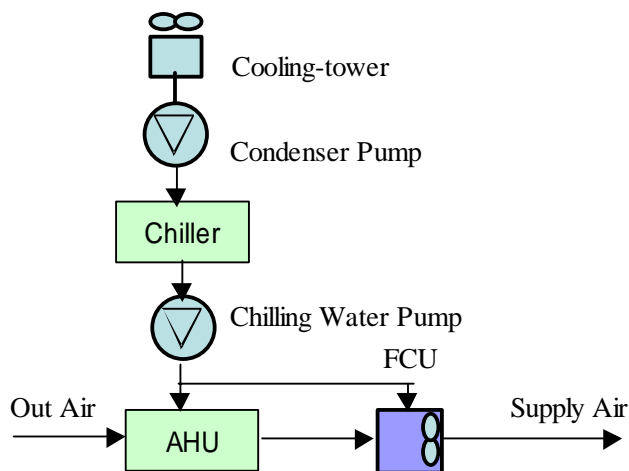 Cooling-tower
Condenser Pump
Chiller
Chilling Water Pump
FCU
Out Air
AHU
Supply Air